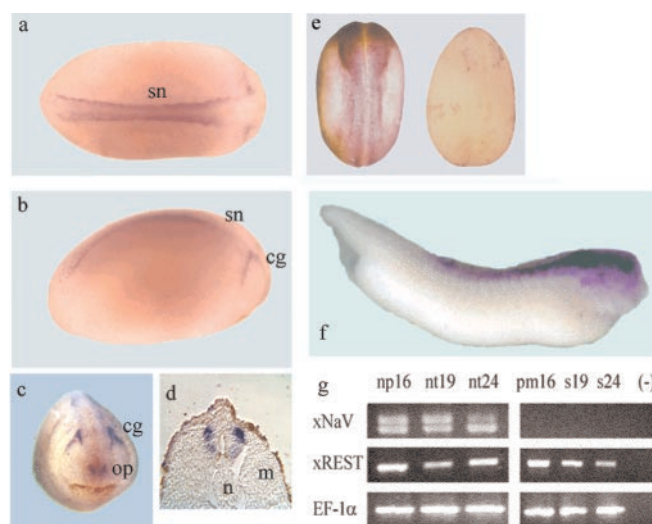 a
sn
b
sn
cg
c
cg
op
d
n
m
e
f
g
np16 nt19 nt24 pm16 s19 s24 (-)
xNaV
xREST
EF-1α